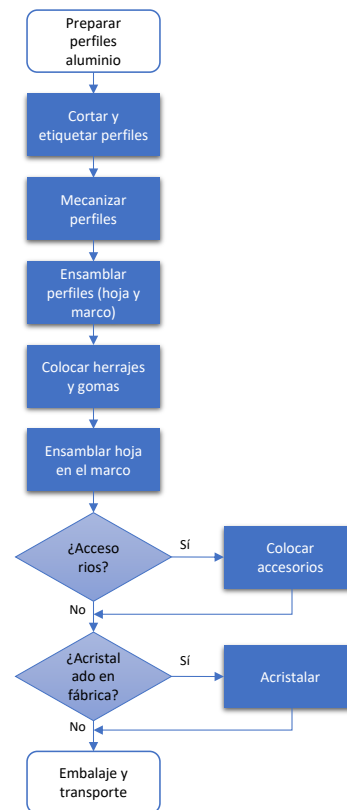 Preparar
perfiles
aluminio
Cortar y
etiquetar perfiles
Mecanizar
perfiles
Ensamblar
perfiles (hoja y
marco)
Colocar herrajes
y gomas
Ensamblar hoja
en el marco
¿Acceso
rios?
Sí
Colocar
accesorios
No
¿Acristal
ado en
fábrica?
Sí
Acristalar
No
Embalaje y
transporte